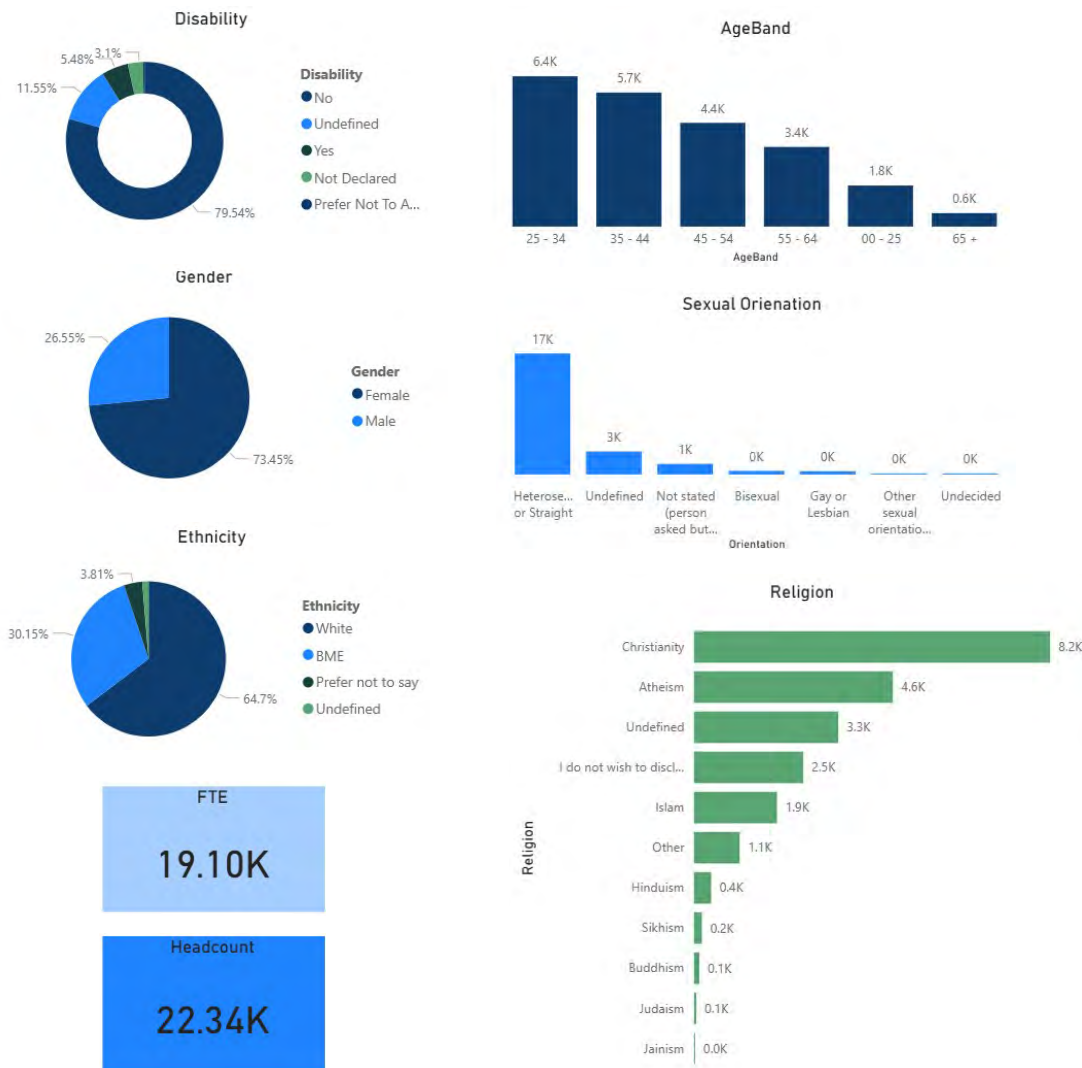 Disability
3.1%
5.48%
11.55%
79.54%
Disability
No
Undefined
Yes
Not Declared
Prefer Not To A...
AgeBand
6.4K
5.7K
4.4K
3.4K
1.8K
0.6K
25 - 34
35 - 44
45 - 54
55 - 64
00 - 25
65 +
AgeBand
Gender
26.55%
73.45%
Gender
Female
Male
Sexual Orienation
17K
3K
1K
0K
0K
0K
0K
Heterose...
or Straight
Undefined
Not stated
(person
asked but...
Bisexual
Gay or
Lesbian
Other
sexual
orientatio...
Undecided
Orientation
Ethnicity
3.81%
30.15%
64.7%
Ethnicity
White
BME
Prefer not to say
Undefined
FTE
19.10K
Headcount
22.34K
Religion
Religion
Christianity 8.2K
Atheism 4.6K
Undefined 3.3K
I do not wish to discl... 2.5K
Islam 1.9K
Other 1.1K
Hinduism 0.4K
Sikhism 0.2K
Buddhism 0.1K
Judaism 0.1K
Jainism 0.0K